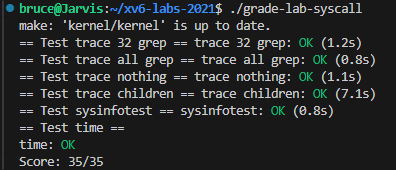 bruce@Jarvis:~/xv6-labs-2021$ ./grade-lab-syscall
make: 'kernel/kernel' is up to date.
== Test trace 32 grep == trace 32 grep: OK (1.2s)
== Test trace all grep == trace all grep: OK (0.8s)
== Test trace nothing == trace nothing: OK (1.1s)
== Test trace children == trace children: OK (7.1s)
== Test sysinfotest == sysinfotest: OK (0.8s)
== Test time ==
time: OK
Score: 35/35